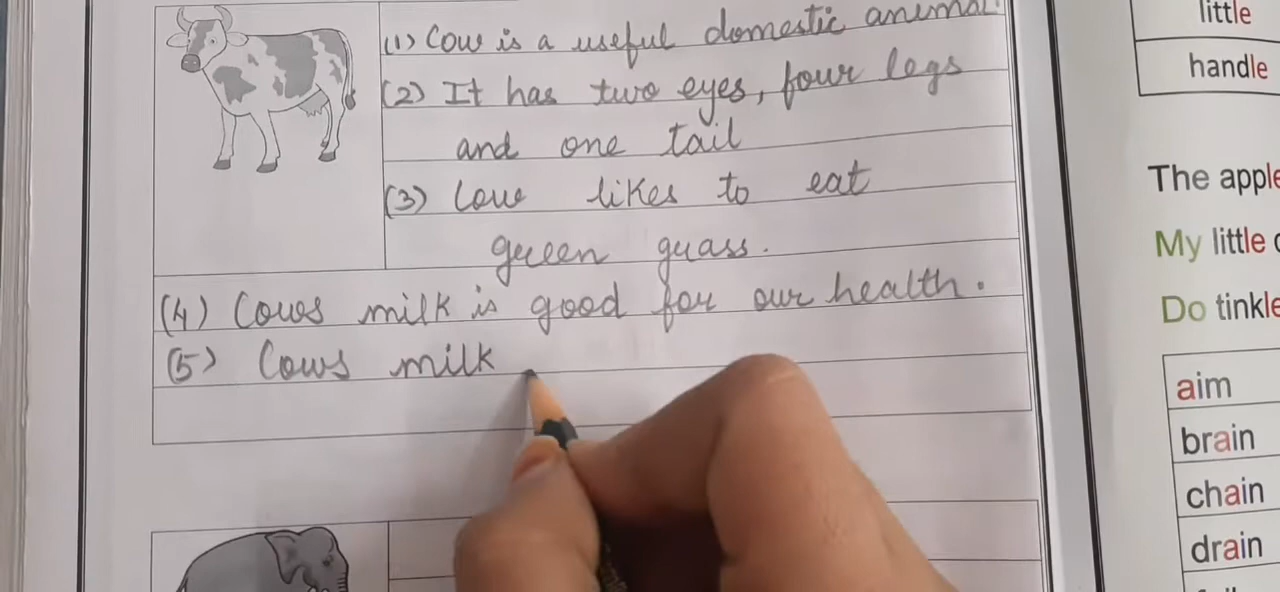 (1) Cow is a useful domestic animal.
(2) It has two eyes, four legs
and one tail
(3) Cow likes to eat
green grass.
(4) Cows milk is good for our health.
(5) Cows milk
little
handle
The apple
My little
Do tinkle
aim
brain
chain
drain